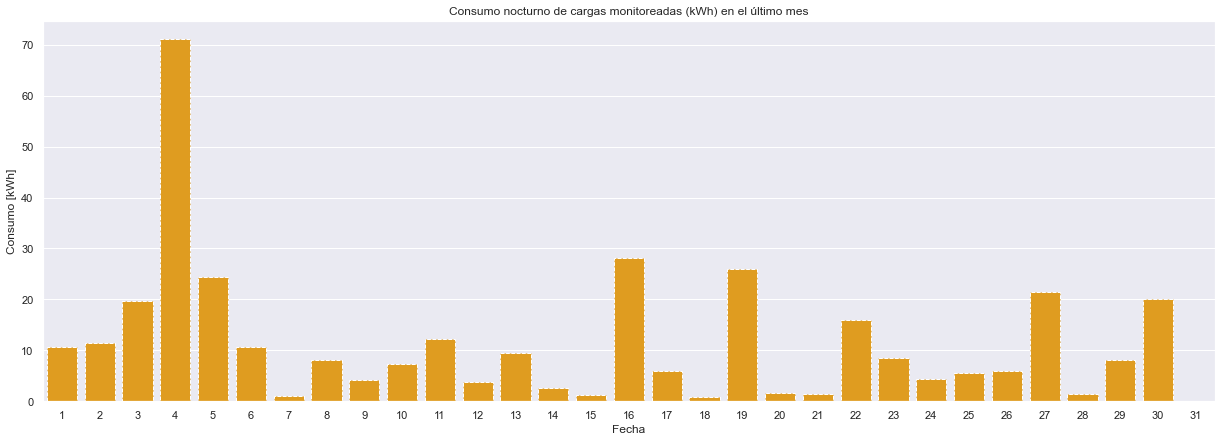 Consumo nocturno de cargas monitoreadas (kWh) en el último mes
Consumo [kWh]
70
60
50
40
30
20
10
0
1 2 3 4 5 6 7 8 9 10 11 12 13 14 15 16 17 18 19 20 21 22 23 24 25 26 27 28 29 30 31
Fecha